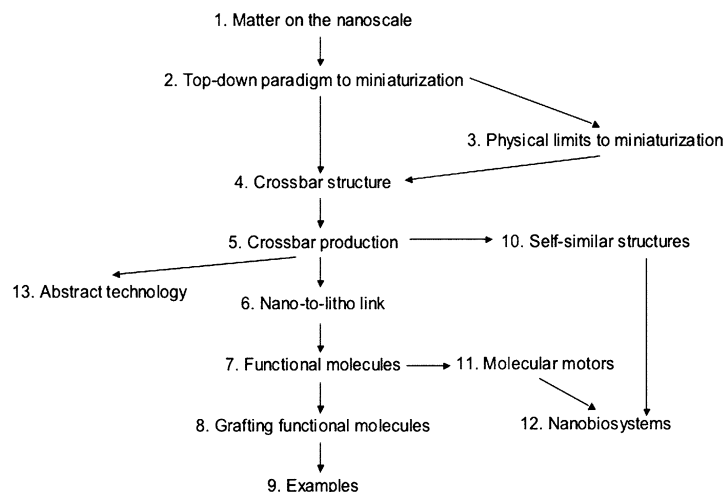 1. Matter on the nanoscale
2. Top-down paradigm to miniaturization
3. Physical limits to miniaturization
4. Crossbar structure
5. Crossbar production
10. Self-similar structures
13. Abstract technology
6. Nano-to-litho link
7. Functional molecules
11. Molecular motors
8. Grafting functional molecules
12. Nanobiosystems
9. Examples